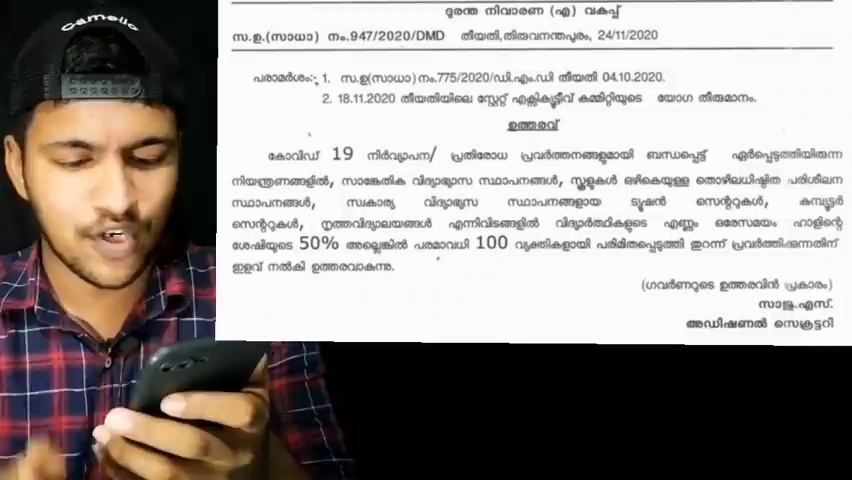 Camelio
ദുരന്ത നിവാരണ (എ) വകുപ്പ്
സ.ഉ.(സാധാ) നം.947/2020/DMD തീയതി,തിരുവനന്തപുരം, 24/11/2020
പരാമർശം:- 1. സ.ഉ(സാധാ)നം.775/2020/ഡി.എം.ഡി തീയതി 04.10.2020.
2. 18.11.2020 തീയതിയിലെ സ്റ്റേറ്റ് എക്സിക്യൂട്ടീവ് കമ്മിറ്റിയുടെ യോഗ തീരുമാനം.
ഉത്തരവ്
കോവിഡ് 19 നിർവ്യാപന/ പ്രതിരോധ പ്രവർത്തനങ്ങളുമായി ബന്ധപ്പെട്ട് ഏർപ്പെടുത്തിയിരുന്ന
നിയന്ത്രണങ്ങളിൽ, സാങ്കേതിക വിദ്യാഭ്യാസ സ്ഥാപനങ്ങൾ, സ്കൂളുകൾ ഒഴികെയുള്ള തൊഴിലധിഷ്ഠിത പരിശീലന
സ്ഥാപനങ്ങൾ, സ്വകാര്യ വിദ്യാഭ്യസ സ്ഥാപനങ്ങളായ ട്യൂഷൻ സെന്ററുകൾ, കമ്പ്യൂട്ടർ
സെന്ററുകൾ, നൃത്തവിദ്യാലയങ്ങൾ എന്നിവിടങ്ങളിൽ വിദ്യാർത്ഥികളുടെ എണ്ണം ഒരേസമയം ഹാളിന്റെ
ശേഷിയുടെ 50% അല്ലെങ്കിൽ പരമാവധി 100 വ്യക്തികളായി പരിമിതപ്പെടുത്തി തുറന്ന് പ്രവർത്തിക്കുന്നതിന്
ഇളവ് നൽകി ഉത്തരവാകുന്നു.
(ഗവർണറുടെ ഉത്തരവിൻ പ്രകാരം)
സാജു.എസ്.
അഡിഷണൽ സെക്രട്ടറി